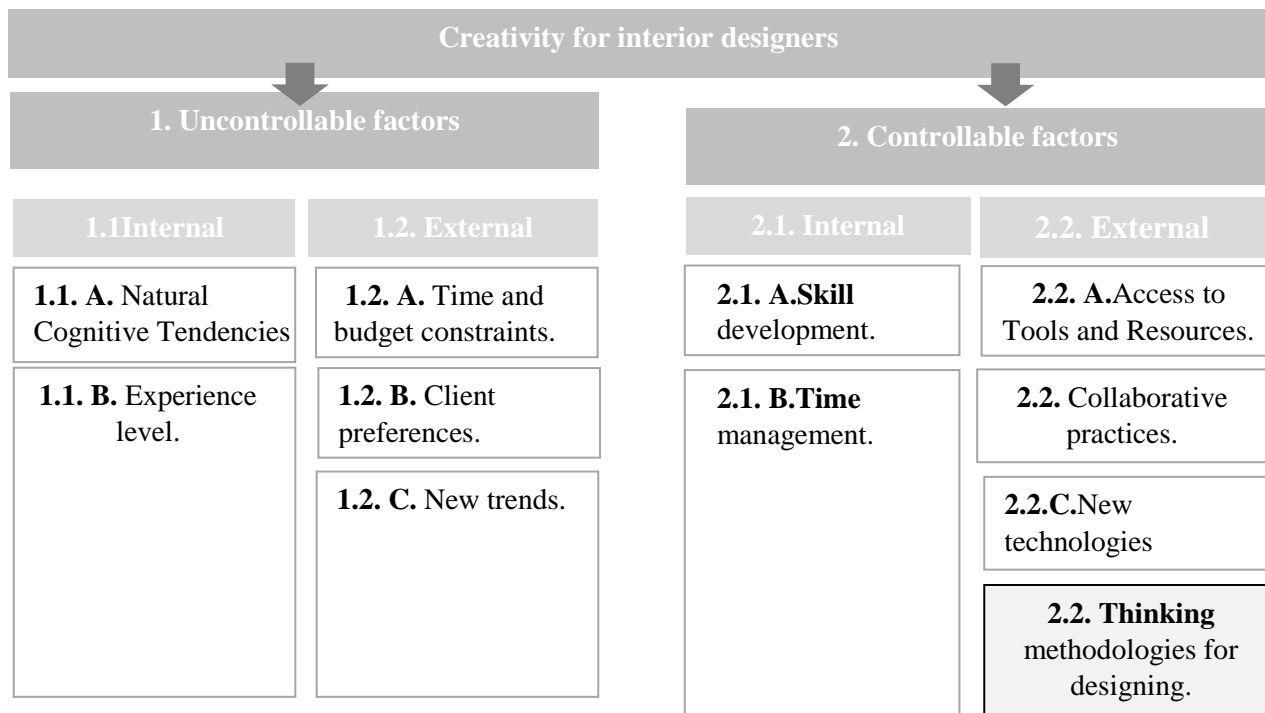 Creativity for interior designers
1. Uncontrollable factors
2. Controllable factors
1.1Internal
1.2. External
2.1. Internal
2.2. External
1.1. A. Natural
Cognitive Tendencies
1.1. B. Experience
level.
1.2. A. Time and
budget constraints.
1.2. B. Client
preferences.
1.2. C. New trends.
2.1. A.Skill
development.
2.1. B.Time
management.
2.2. A.Access to
Tools and Resources.
2.2. Collaborative
practices.
2.2.C.New
technologies
2.2. Thinking
methodologies for
designing.